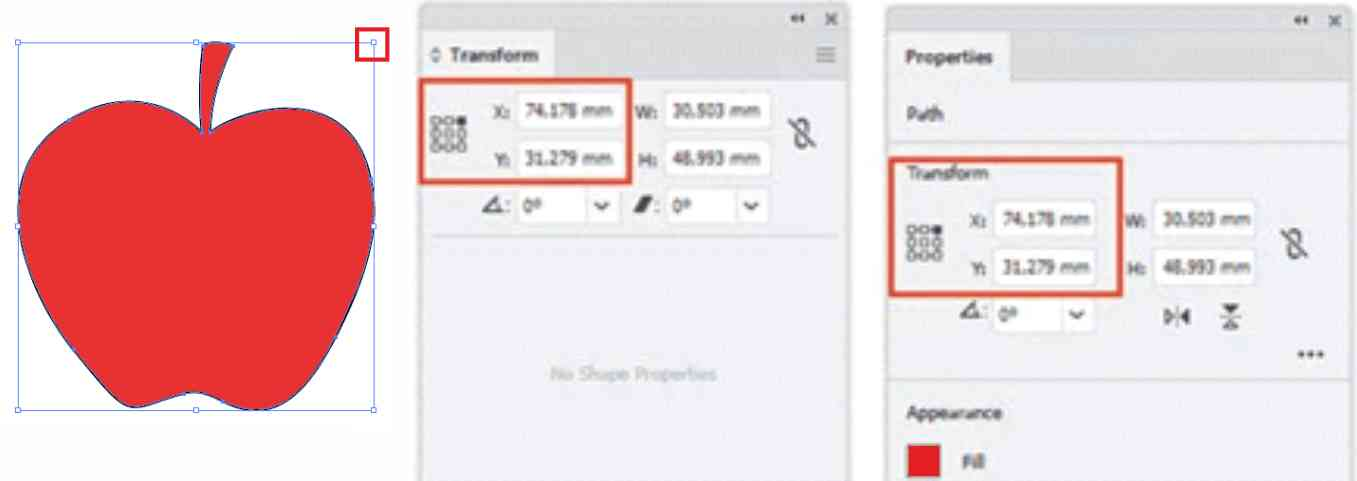 Transform
X: 74.178 mm W: 30.503 mm
Y: 31.279 mm H: 48.993 mm
0° 0°
No Shape Properties
Properties
Path
Transform
X: 74.178 mm W: 30.503 mm
Y: 31.279 mm H: 48.993 mm
0°
Appearance
Fill